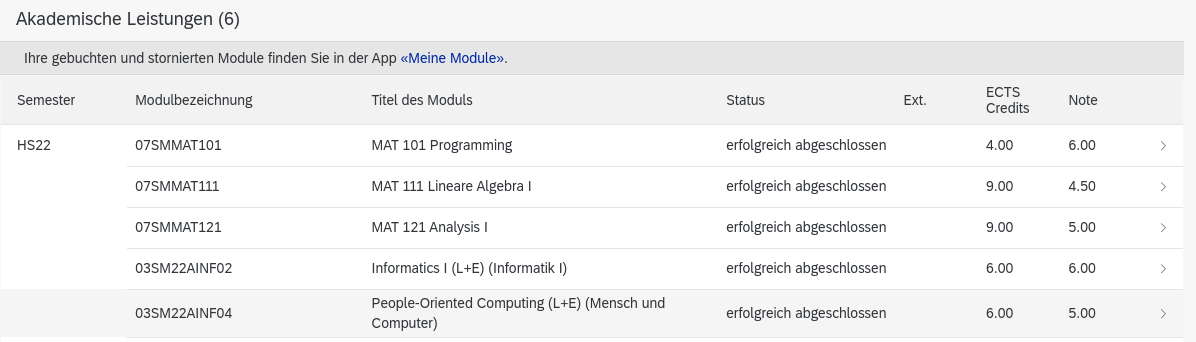 Akademische Leistungen (6)
Ihre gebuchten und stornierten Module finden Sie in der App «Meine Module».
Semester Modulbezeichnung Titel des Moduls Status Ext. ECTS Credits Note
HS22 07SMMAT101 MAT 101 Programming erfolgreich abgeschlossen 4.00 6.00
07SMMAT111 MAT 111 Lineare Algebra I erfolgreich abgeschlossen 9.00 4.50
07SMMAT121 MAT 121 Analysis I erfolgreich abgeschlossen 9.00 5.00
03SM22AINF02 Informatics I (L+E) (Informatik I) erfolgreich abgeschlossen 6.00 6.00
03SM22AINF04 People-Oriented Computing (L+E) (Mensch und Computer) erfolgreich abgeschlossen 6.00 5.00